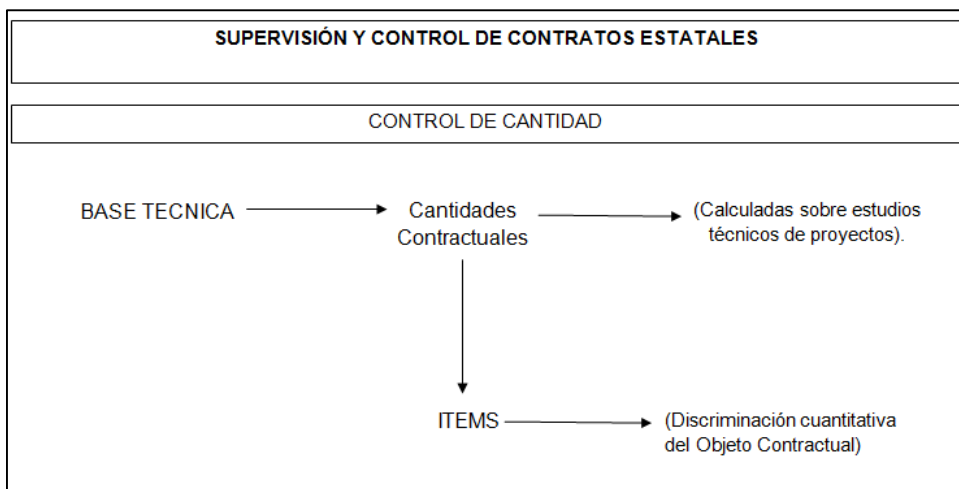 SUPERVISIÓN Y CONTROL DE CONTRATOS ESTATALES
CONTROL DE CANTIDAD
BASE TECNICA
Cantidades
Contractuales
(Calculadas sobre estudios
técnicos de proyectos).
ITEMS
(Discriminación cuantitativa
del Objeto Contractual)